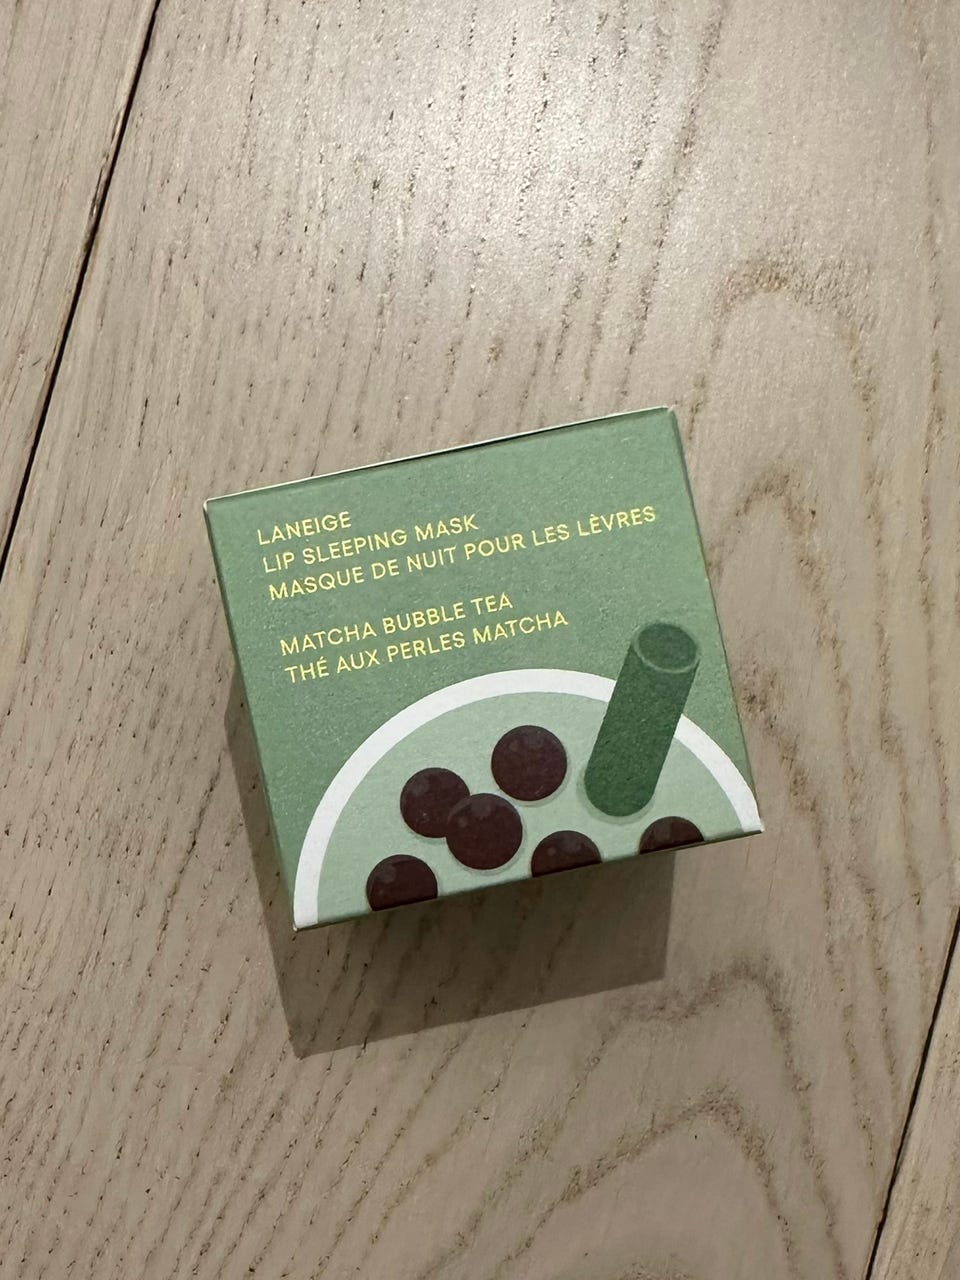 LANEIGE
LIP SLEEPING MASK
MASQUE DE NUIT POUR LES LÈVRES
MATCHA BUBBLE TEA
THÉ AUX PERLES MATCHA